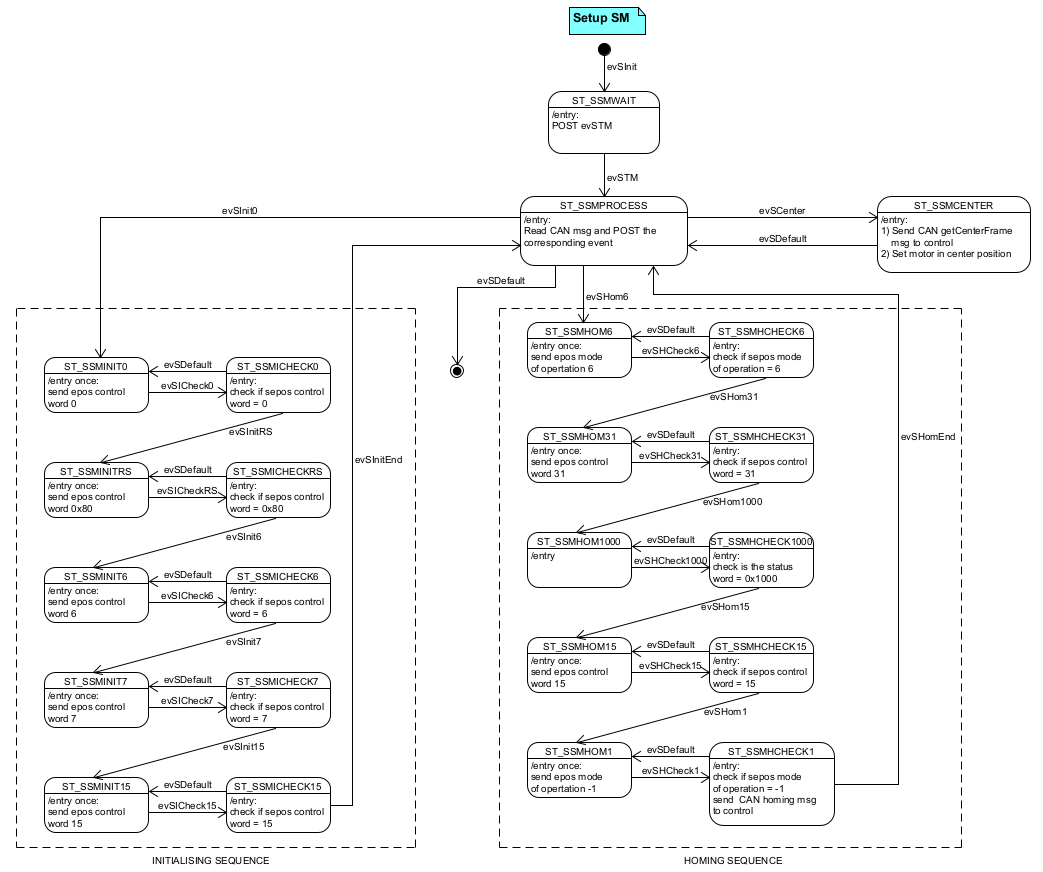 Setup SM
evSInit
ST_SSMWAIT
/entry:
POST evSTM
evSTM
ST_SSMPROCESS
/entry:
Read CAN msg and POST the
corresponding event
evSInit0
evSCenter
evSDefault
ST_SSMCENTER
/entry:
1) Send CAN getCenterFrame
msg to control
2) Set motor in center position
evSDefault
evSHom6
ST_SSMINIT0
/entry once:
send epos control
word 0
evSDefault
evSICheck0
ST_SSMICHECK0
/entry:
check if sepos control
word = 0
evSInitRS
ST_SSMINITRS
/entry once:
send epos control
word 0x80
evSDefault
evSICheckRS
ST_SSMICHECKRS
/entry:
check if sepos control
word = 0x80
evSInit6
ST_SSMINIT6
/entry once:
send epos control
word 6
evSDefault
evSICheck6
ST_SSMICHECK6
/entry:
check if sepos control
word = 6
evSInit7
ST_SSMINIT7
/entry once:
send epos control
word 7
evSDefault
evSICheck7
ST_SSMICHECK7
/entry:
check if sepos control
word = 7
evSInit15
ST_SSMINIT15
/entry once:
send epos control
word 15
evSDefault
evSICheck15
ST_SSMICHECK15
/entry:
check if sepos control
word = 15
evSInitEnd
INITIALISING SEQUENCE
ST_SSMHOM6
/entry once:
send epos mode
of opertation 6
evSDefault
evSHCheck6
ST_SSMHCHECK6
/entry:
check if sepos mode
of operation = 6
evSHom31
ST_SSMHOM31
/entry once:
send epos control
word 31
evSDefault
evSHCheck31
ST_SSMHCHECK31
/entry:
check if sepos control
word = 31
evSHom1000
ST_SSMHOM1000
/entry
evSDefault
evSHCheck1000
ST_SSMHCHECK1000
/entry:
check is the status
word = 0x1000
evSHom15
ST_SSMHOM15
/entry once:
send epos control
word 15
evSDefault
evSHCheck15
ST_SSMHCHECK15
/entry:
check if sepos control
word = 15
evSHom1
ST_SSMHOM1
/entry once:
send epos mode
of opertation -1
evSDefault
evSHCheck1
ST_SSMHCHECK1
/entry:
check if sepos mode
of operation = -1
send CAN homing msg
to control
evSHomEnd
HOMING SEQUENCE